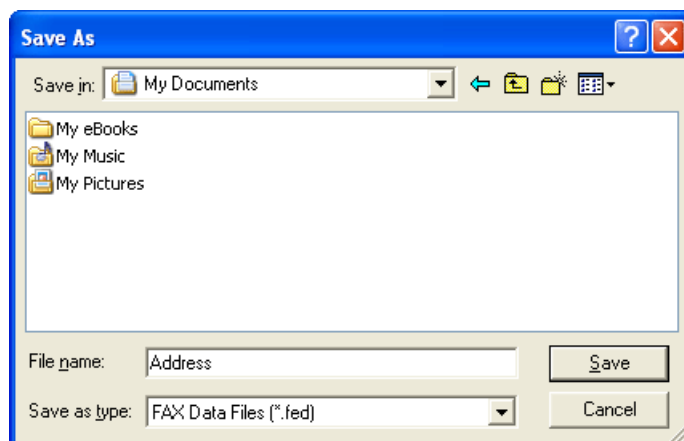 Save As
Save in: My Documents
My eBooks
My Music
My Pictures
File name: Address Save
Save as type: FAX Data Files (*.fed) Cancel